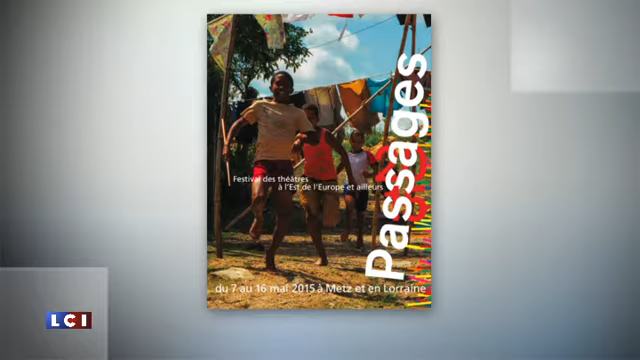 Passages
Festival des théâtres
à l'Est de l'Europe et ailleurs
du 7 au 16 mai 2015 à Metz et en Lorraine
LCI